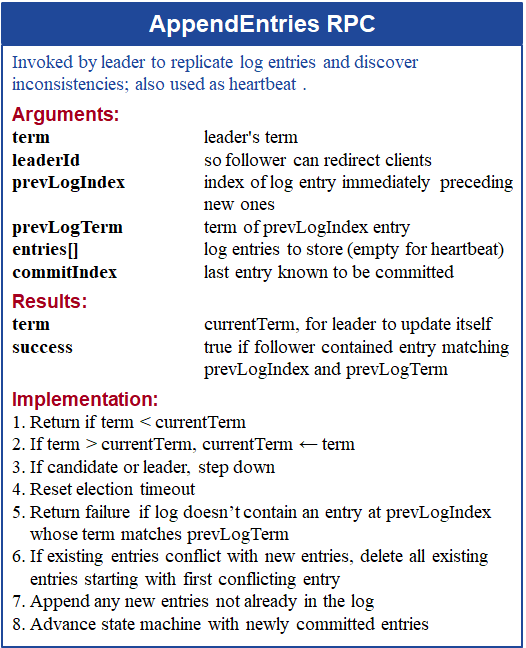 AppendEntries RPC
Invoked by leader to replicate log entries and discover
inconsistencies; also used as heartbeat .
Arguments:
term leader's term
leaderId so follower can redirect clients
prevLogIndex index of log entry immediately preceding
new ones
prevLogTerm term of prevLogIndex entry
entries[] log entries to store (empty for heartbeat)
commitIndex last entry known to be committed
Results:
term currentTerm, for leader to update itself
success true if follower contained entry matching
prevLogIndex and prevLogTerm
Implementation:
1. Return if term < currentTerm
2. If term > currentTerm, currentTerm ← term
3. If candidate or leader, step down
4. Reset election timeout
5. Return failure if log doesn’t contain an entry at prevLogIndex
whose term matches prevLogTerm
6. If existing entries conflict with new entries, delete all existing
entries starting with first conflicting entry
7. Append any new entries not already in the log
8. Advance state machine with newly committed entries